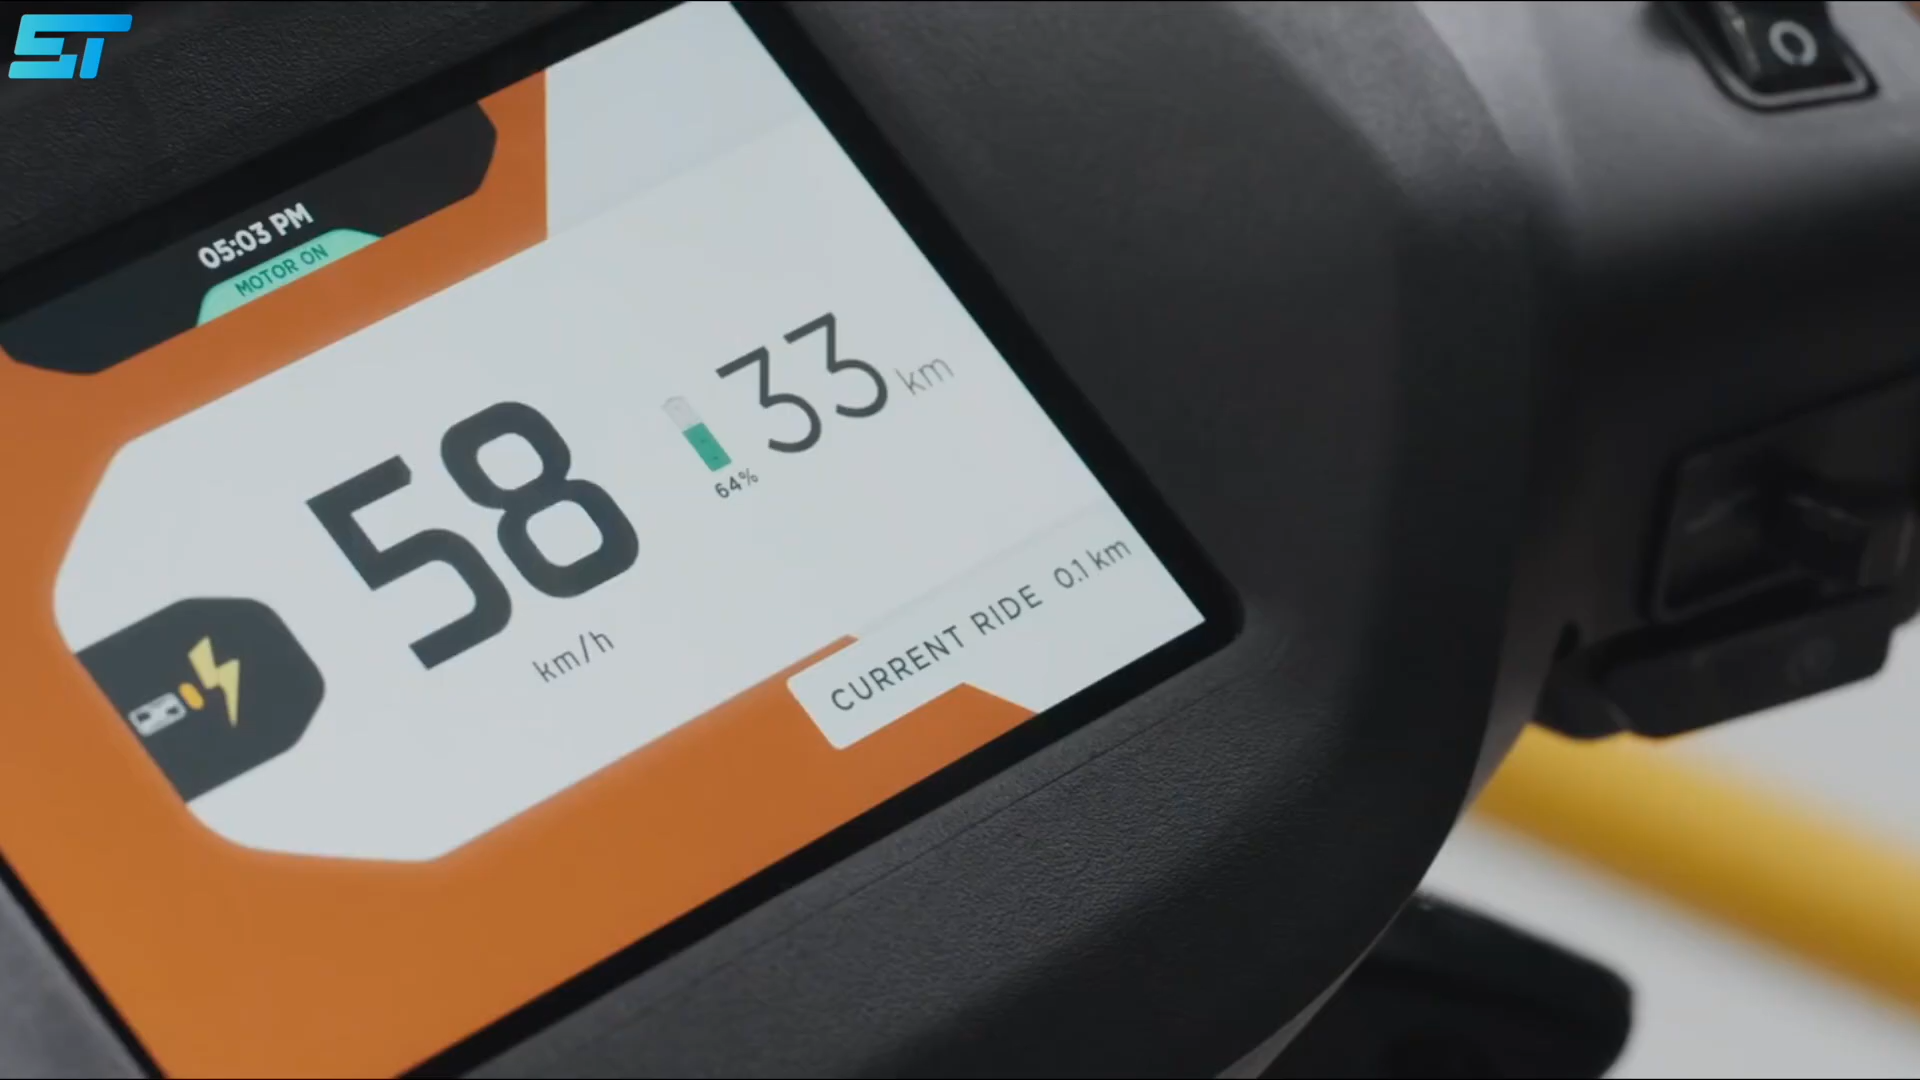 ST
05:03 PM
MOTOR ON
58
km/h
33 km
64%
CURRENT RIDE 0.1 km